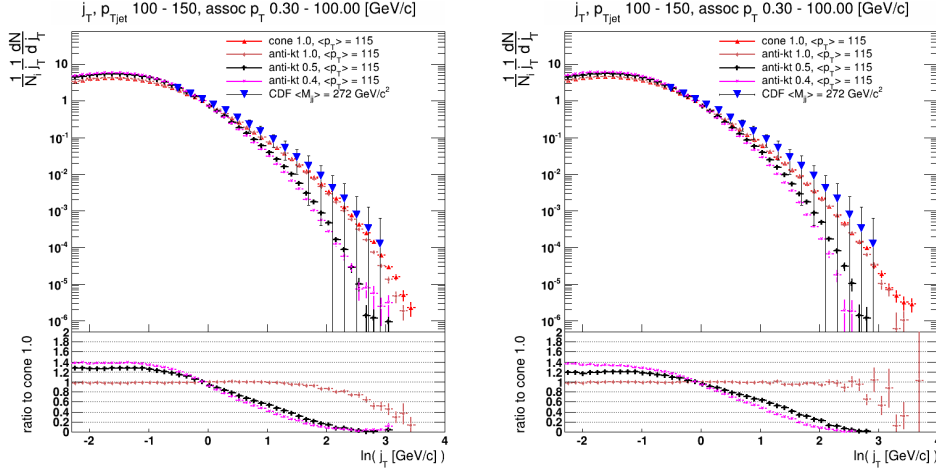 j_T, p_Tjet 100 - 150, assoc p_T 0.30 - 100.00 [GeV/c]
1/N_j 1/j_T dN/d j_T
cone 1.0, <p_T> = 115
anti-kt 1.0, <p_T> = 115
anti-kt 0.5, <p_T> = 115
anti-kt 0.4, <p_T> = 115
CDF <M_jj> = 272 GeV/c^2
10
1
10^-1
10^-2
10^-3
10^-4
10^-5
10^-6
ratio to cone 1.0
2
1.8
1.6
1.4
1.2
1
0.8
0.6
0.4
0.2
0
-2 -1 0 1 2 3 4
ln( j_T [GeV/c] )
j_T, p_Tjet 100 - 150, assoc p_T 0.30 - 100.00 [GeV/c]
1/N_j 1/j_T dN/d j_T
cone 1.0, <p_T> = 115
anti-kt 1.0, <p_T> = 115
anti-kt 0.5, <p_T> = 115
anti-kt 0.4, <p_T> = 115
CDF <M_jj> = 272 GeV/c^2
10
1
10^-1
10^-2
10^-3
10^-4
10^-5
10^-6
ratio to cone 1.0
2
1.8
1.6
1.4
1.2
1
0.8
0.6
0.4
0.2
0
-2 -1 0 1 2 3 4
ln( j_T [GeV/c] )